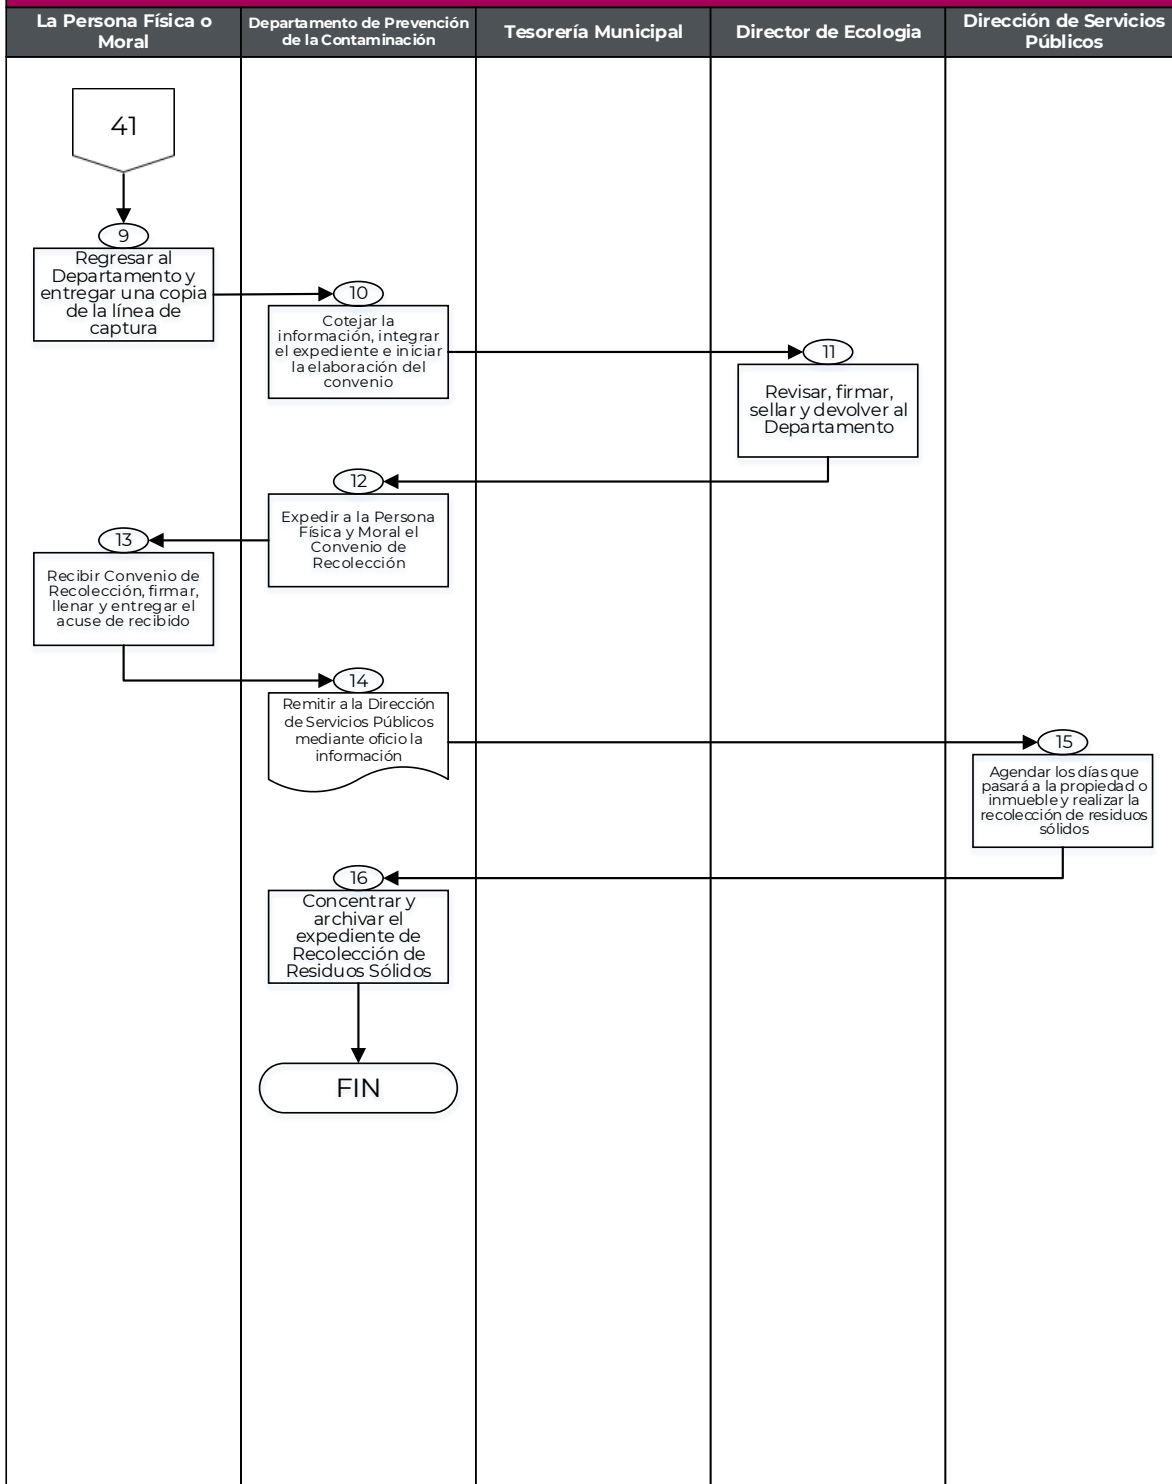 La Persona Física o
Moral
Departamento de Prevención
de la Contaminación
Tesorería Municipal
Director de Ecologia
Dirección de Servicios
Públicos
41
9
Regresar al
Departamento y
entregar una copia
de la línea de
captura
10
Cotejar la
información, integrar
el expediente e iniciar
la elaboración del
convenio
11
Revisar, firmar,
sellar y devolver al
Departamento
12
Expedir a la Persona
Física y Moral el
Convenio de
Recolección
13
Recibir Convenio de
Recolección, firmar,
llenar y entregar el
acuse de recibido
14
Remitir a la Dirección
de Servicios Públicos
mediante oficio la
información
15
Agendar los días que
pasará a la propiedad o
inmueble y realizar la
recolección de residuos
sólidos
16
Concentrar y
archivar el
expediente de
Recolección de
Residuos Sólidos
FIN